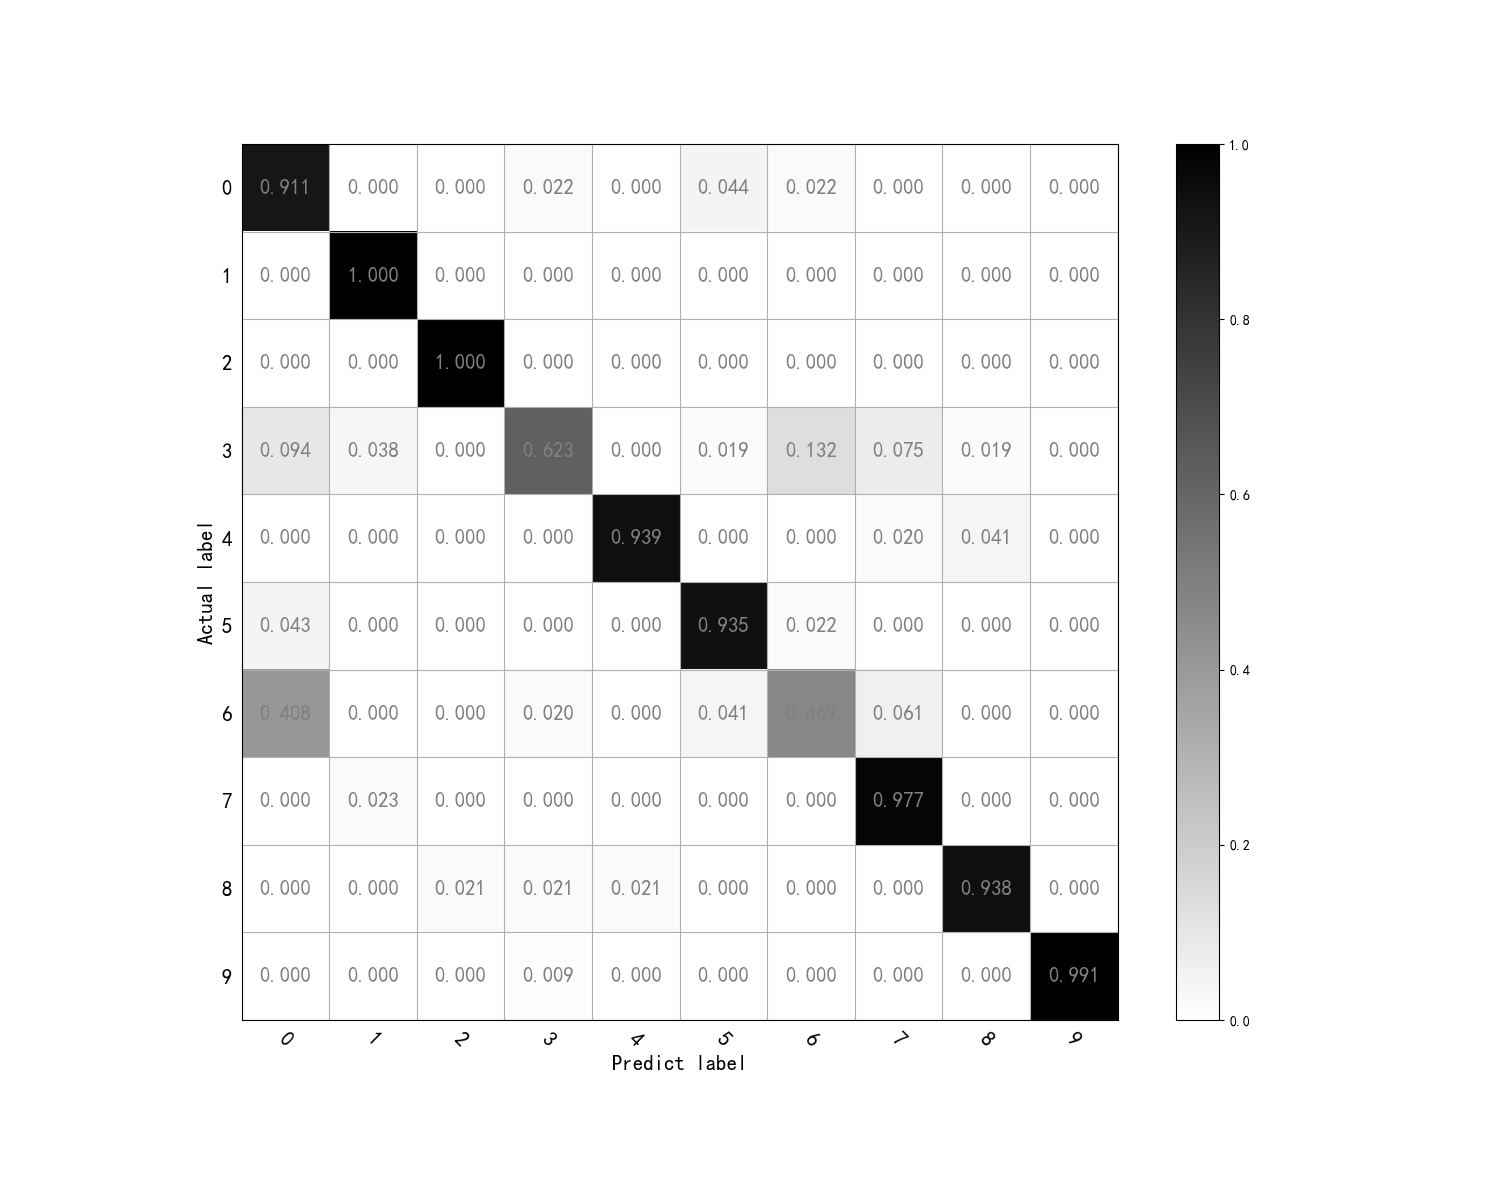 0 0.911 0.000 0.000 0.022 0.000 0.044 0.022 0.000 0.000 0.000
1 0.000 1.000 0.000 0.000 0.000 0.000 0.000 0.000 0.000 0.000
2 0.000 0.000 1.000 0.000 0.000 0.000 0.000 0.000 0.000 0.000
3 0.094 0.038 0.000 0.623 0.000 0.019 0.132 0.075 0.019 0.000
4 0.000 0.000 0.000 0.000 0.939 0.000 0.000 0.020 0.041 0.000
5 0.043 0.000 0.000 0.000 0.000 0.935 0.022 0.000 0.000 0.000
6 0.408 0.000 0.000 0.020 0.000 0.041 0.469 0.061 0.000 0.000
7 0.000 0.023 0.000 0.000 0.000 0.000 0.000 0.977 0.000 0.000
8 0.000 0.000 0.021 0.021 0.021 0.000 0.000 0.000 0.938 0.000
9 0.000 0.000 0.000 0.009 0.000 0.000 0.000 0.000 0.000 0.991
0 1 2 3 4 5 6 7 8 9
Predict label
Actual label
1.0
0.8
0.6
0.4
0.2
0.0